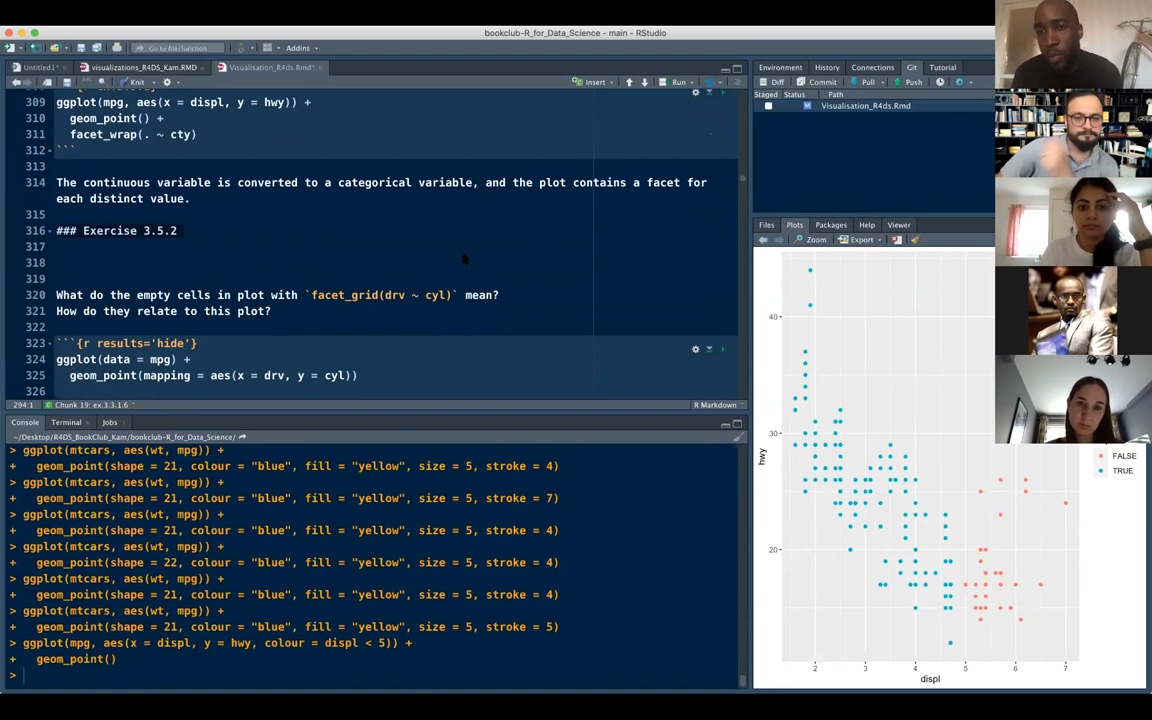 bookclub-R_for_Data_Science - main - RStudio
Go to file/function
Addins
Untitled1*
visualizations_R4DS_Kam.RMD
Visualisation_R4ds.Rmd*
Knit
Insert
Run
309 ggplot(mpg, aes(x = displ, y = hwy)) +
310 geom_point() +
311 facet_wrap(. ~ cty)
312 ```
313
314 The continuous variable is converted to a categorical variable, and the plot contains a facet for
each distinct value.
315
316 ### Exercise 3.5.2
317
318
319
320 What do the empty cells in plot with `facet_grid(drv ~ cyl)` mean?
321 How do they relate to this plot?
322
323 ```{r results='hide'}
324 ggplot(data = mpg) +
325 geom_point(mapping = aes(x = drv, y = cyl))
326
294:1 Chunk 19: ex.3.3.1.6 R Markdown
Console Terminal Jobs
~/Desktop/R4DS_BookClub_Kam/bookclub-R_for_Data_Science/
> ggplot(mtcars, aes(wt, mpg)) +
+ geom_point(shape = 21, colour = "blue", fill = "yellow", size = 5, stroke = 4)
> ggplot(mtcars, aes(wt, mpg)) +
+ geom_point(shape = 21, colour = "blue", fill = "yellow", size = 5, stroke = 7)
> ggplot(mtcars, aes(wt, mpg)) +
+ geom_point(shape = 21, colour = "blue", fill = "yellow", size = 5, stroke = 4)
> ggplot(mtcars, aes(wt, mpg)) +
+ geom_point(shape = 22, colour = "blue", fill = "yellow", size = 5, stroke = 4)
> ggplot(mtcars, aes(wt, mpg)) +
+ geom_point(shape = 21, colour = "blue", fill = "yellow", size = 5, stroke = 4)
> ggplot(mtcars, aes(wt, mpg)) +
+ geom_point(shape = 21, colour = "blue", fill = "yellow", size = 5, stroke = 5)
> ggplot(mpg, aes(x = displ, y = hwy, colour = displ < 5)) +
+ geom_point()
>
Environment History Connections Git Tutorial
Diff Commit Pull Push
Staged Status Path
M Visualisation_R4ds.Rmd
Files Plots Packages Help Viewer
Zoom Export
40
30
20
hwy
2 3 4 5 6 7
displ
FALSE
TRUE